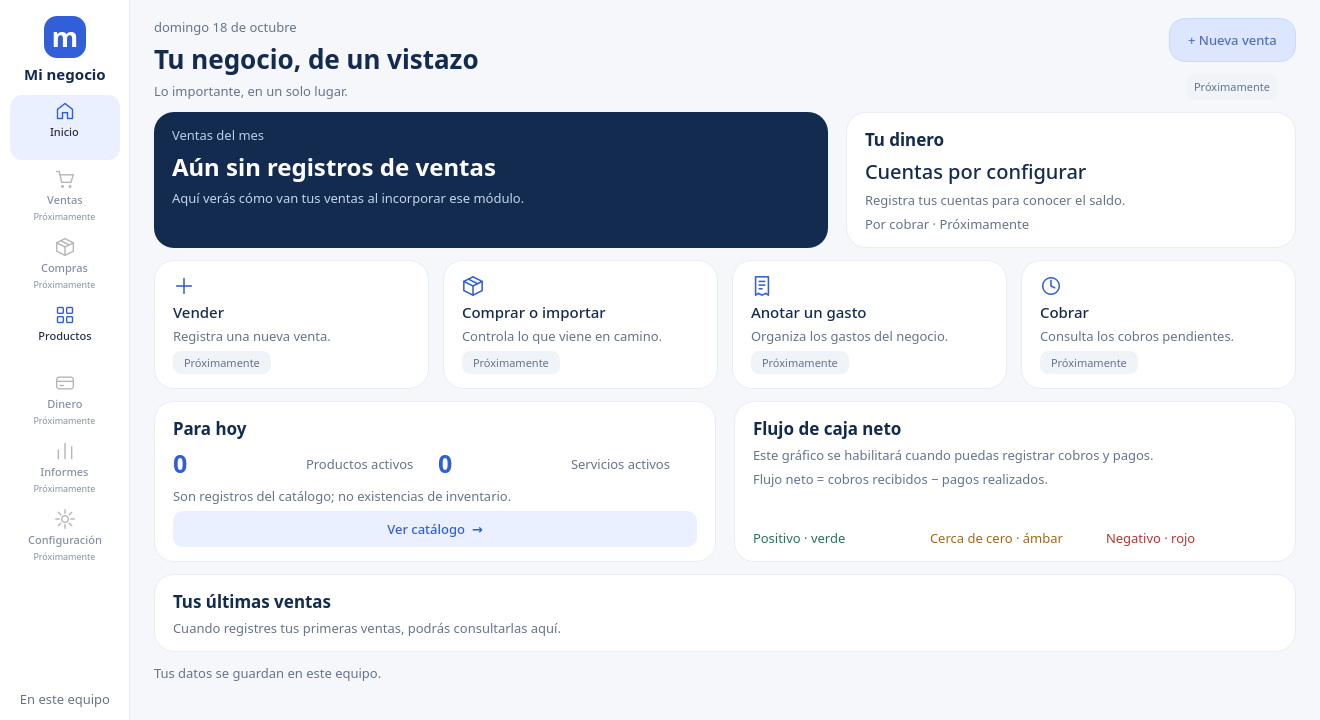 m
Mi negocio
Inicio
Ventas
Próximamente
Compras
Próximamente
Productos
Dinero
Próximamente
Informes
Próximamente
Configuración
Próximamente
En este equipo
domingo 18 de octubre
Tu negocio, de un vistazo
Lo importante, en un solo lugar.
+ Nueva venta
Próximamente
Ventas del mes
Aún sin registros de ventas
Aquí verás cómo van tus ventas al incorporar ese módulo.
Tu dinero
Cuentas por configurar
Registra tus cuentas para conocer el saldo.
Por cobrar · Próximamente
Vender
Registra una nueva venta.
Próximamente
Comprar o importar
Controla lo que viene en camino.
Próximamente
Anotar un gasto
Organiza los gastos del negocio.
Próximamente
Cobrar
Consulta los cobros pendientes.
Próximamente
Para hoy
0 Productos activos 0 Servicios activos
Son registros del catálogo; no existencias de inventario.
Ver catálogo →
Flujo de caja neto
Este gráfico se habilitará cuando puedas registrar cobros y pagos.
Flujo neto = cobros recibidos − pagos realizados.
Positivo · verde Cerca de cero · ámbar Negativo · rojo
Tus últimas ventas
Cuando registres tus primeras ventas, podrás consultarlas aquí.
Tus datos se guardan en este equipo.